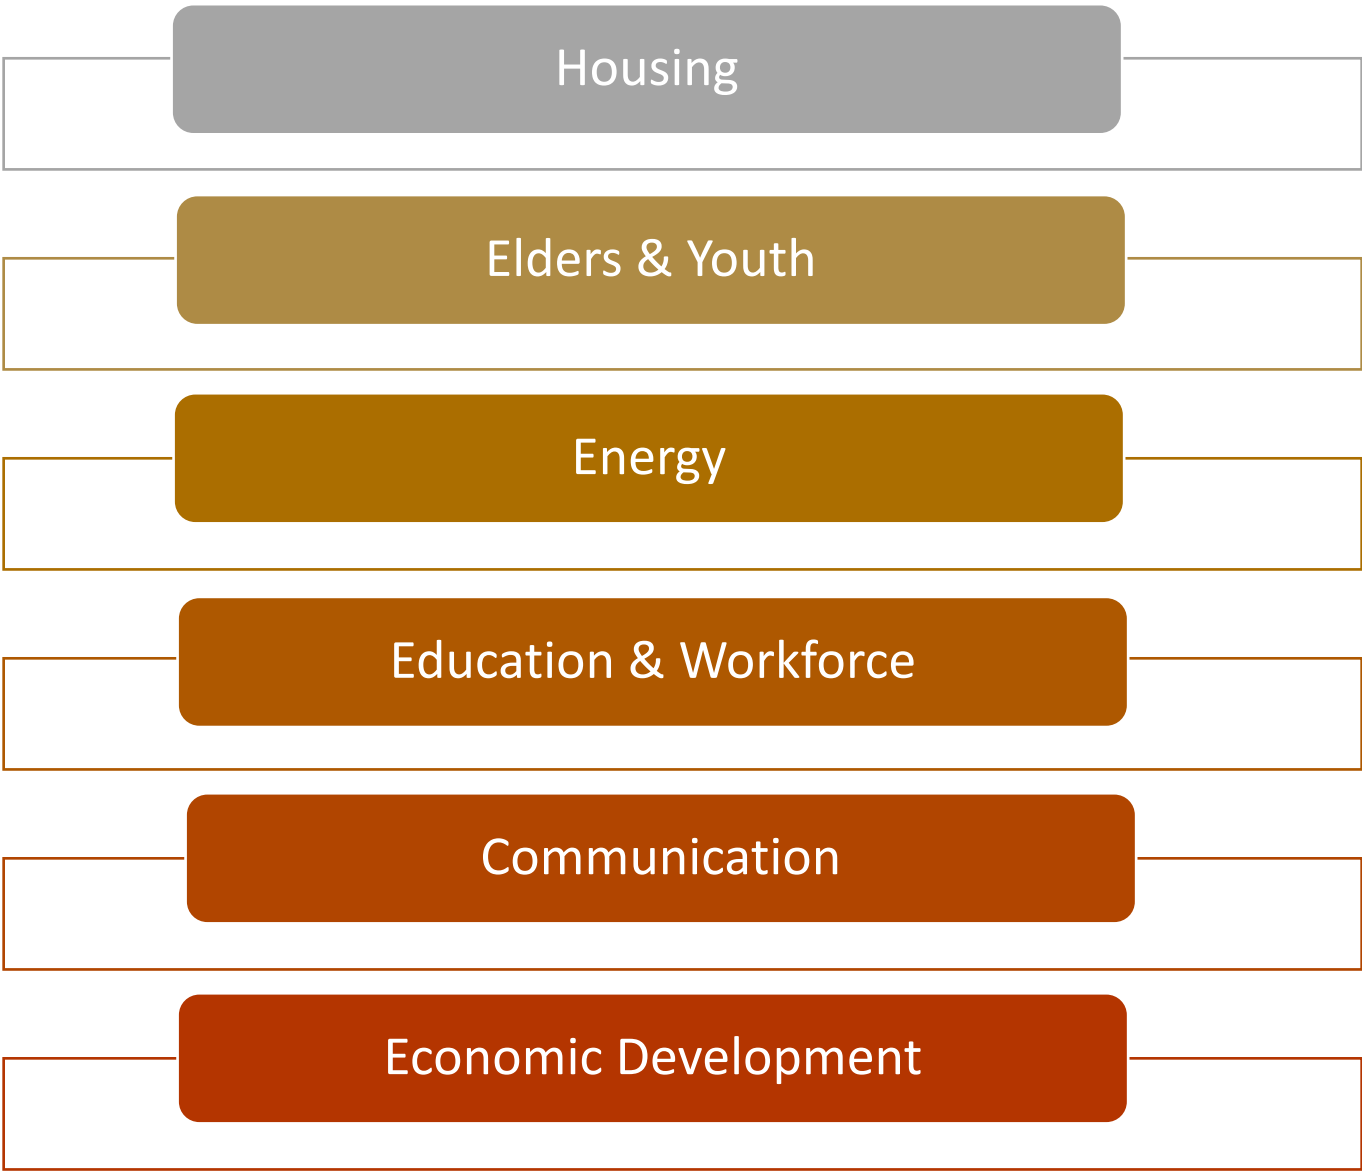 Housing
Elders & Youth
Energy
Education & Workforce
Communication
Economic Development